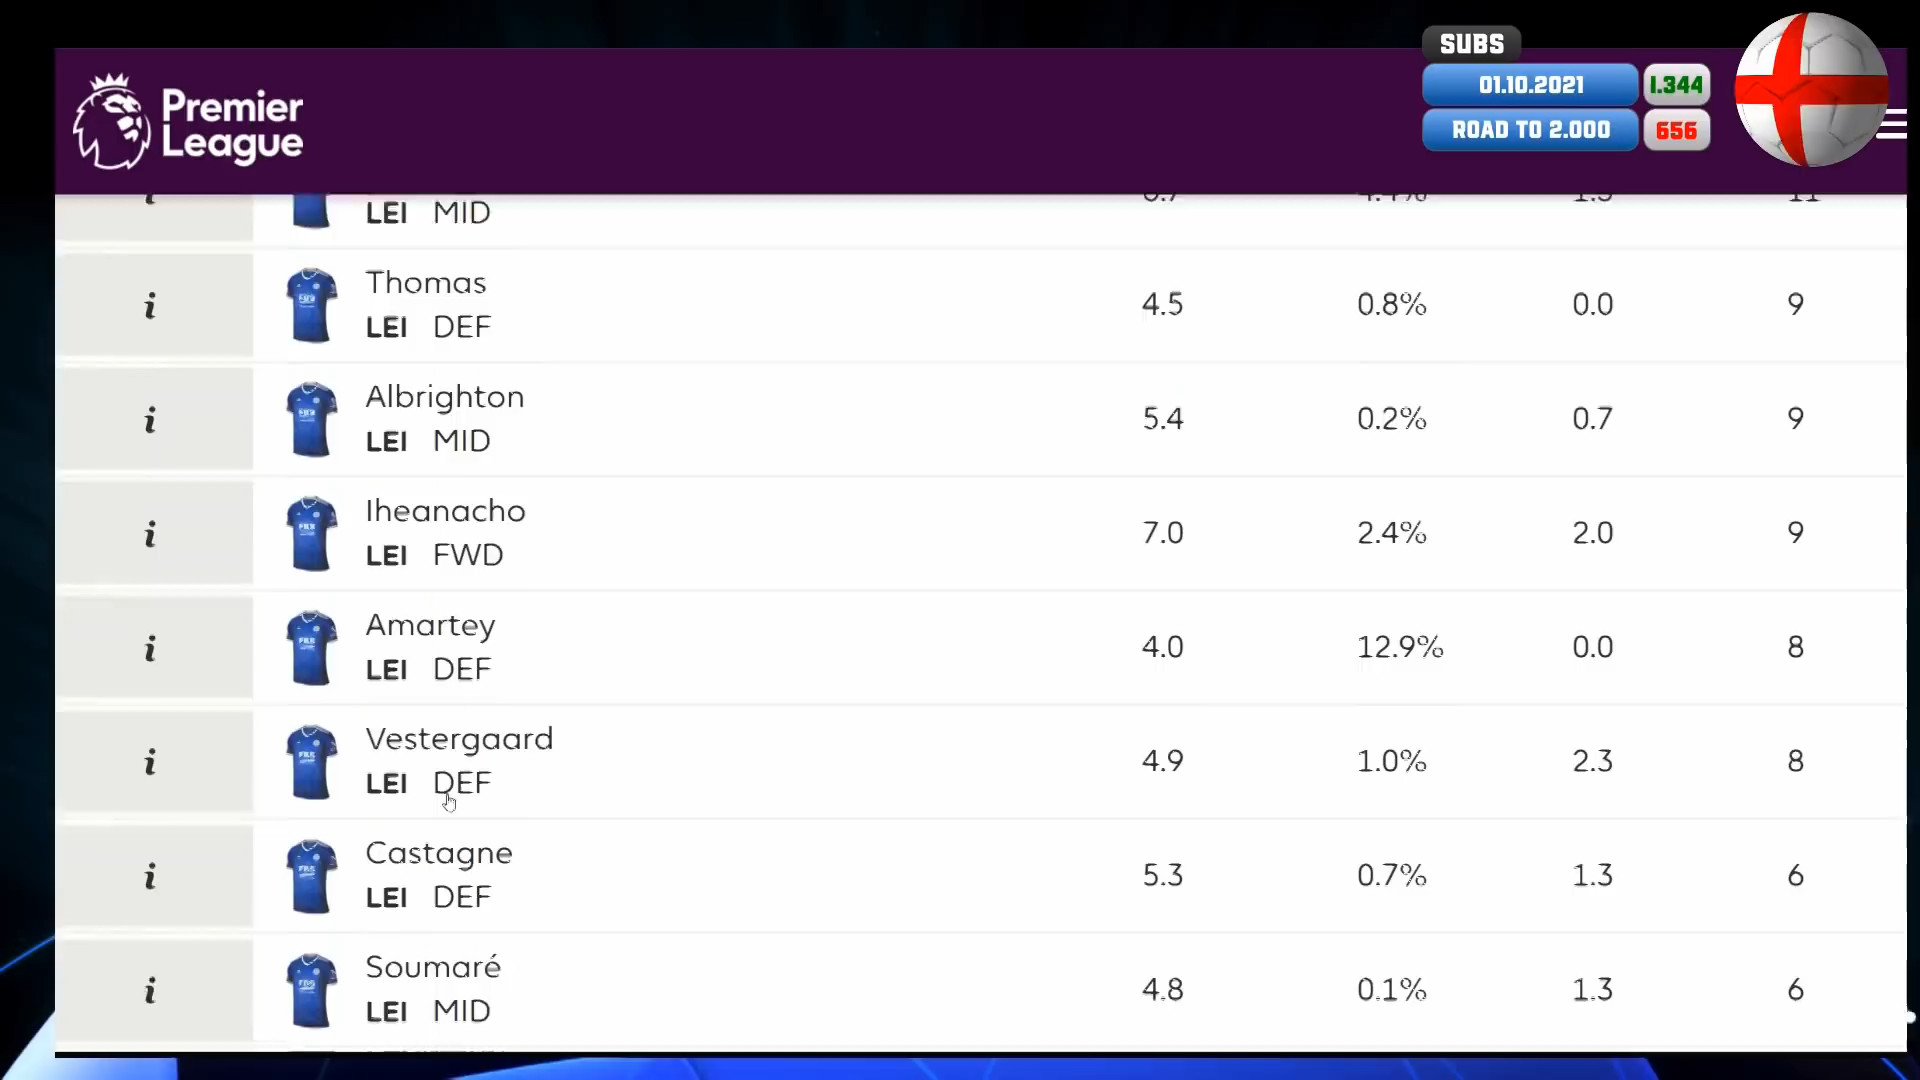 SUBS
01.10.2021 1.344
ROAD TO 2.000 656
Premier
League
LEI MID
i Thomas 4.5 0.8% 0.0 9
LEI DEF
i Albrighton 5.4 0.2% 0.7 9
LEI MID
i Iheanacho 7.0 2.4% 2.0 9
LEI FWD
i Amartey 4.0 12.9% 0.0 8
LEI DEF
i Vestergaard 4.9 1.0% 2.3 8
LEI DEF
i Castagne 5.3 0.7% 1.3 6
LEI DEF
i Soumaré 4.8 0.1% 1.3 6
LEI MID